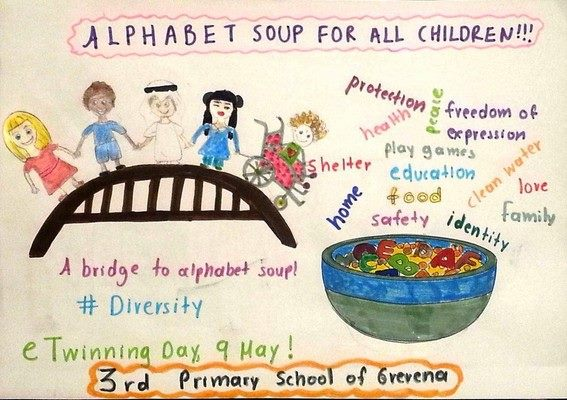 ALPHABET SOUP FOR ALL CHILDREN!!!
protection
peace
freedom of
expression
health
play games
shelter
education
clean water
love
home
food
safety
identity
family
A bridge to alphabet soup!
# Diversity
eTwinning Day, 9 May!
3rd Primary School of Grevena